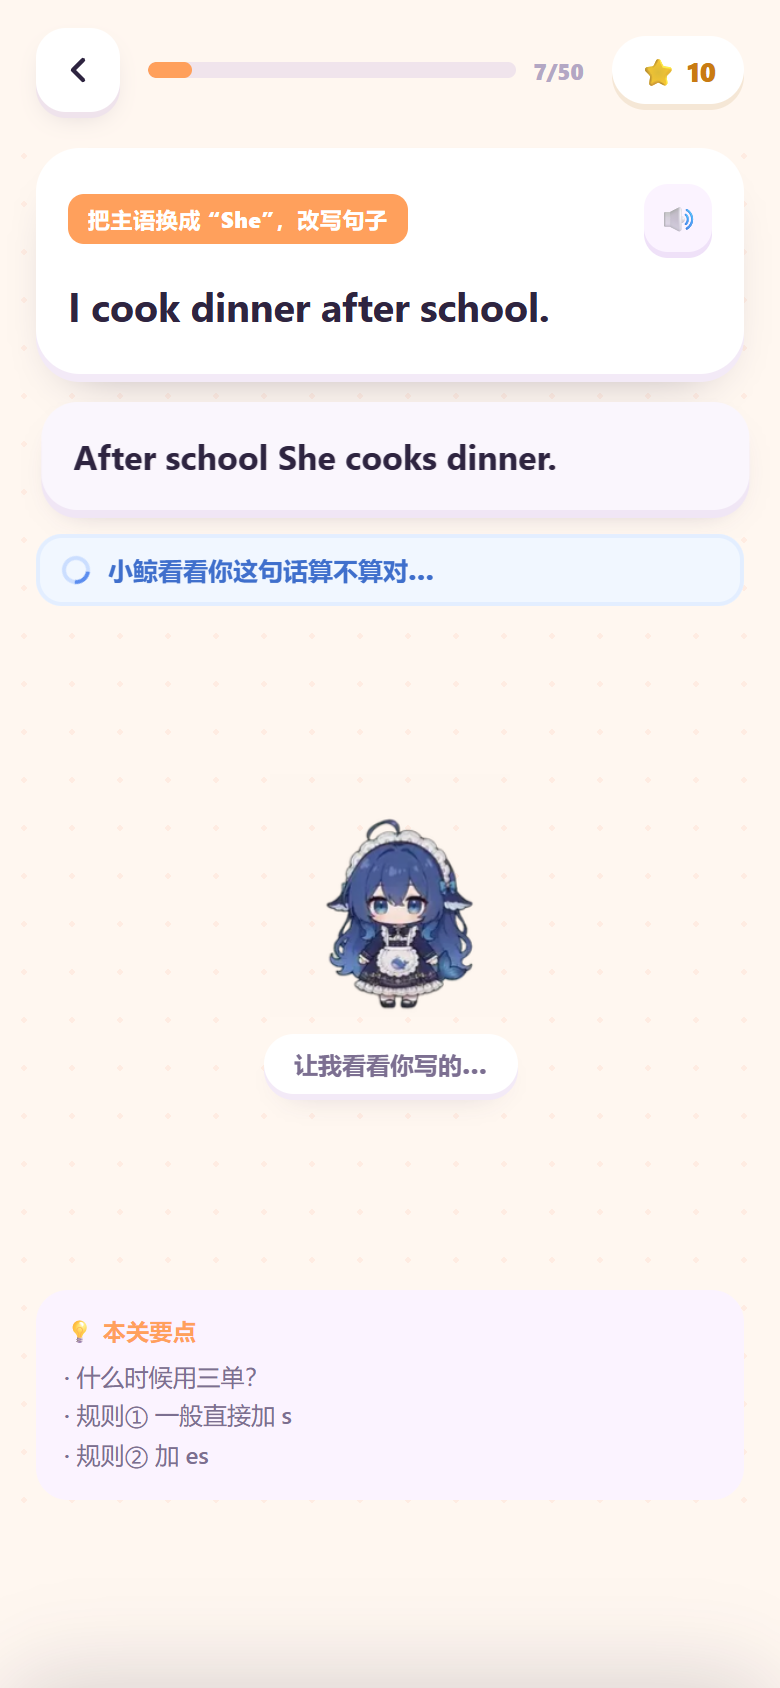 7/50
10
把主语换成 “She”，改写句子
I cook dinner after school.
After school She cooks dinner.
小鲸看看你这句话算不算对...
让我看看你写的...
本关要点
· 什么时候用三单?
· 规则① 一般直接加 s
· 规则② 加 es